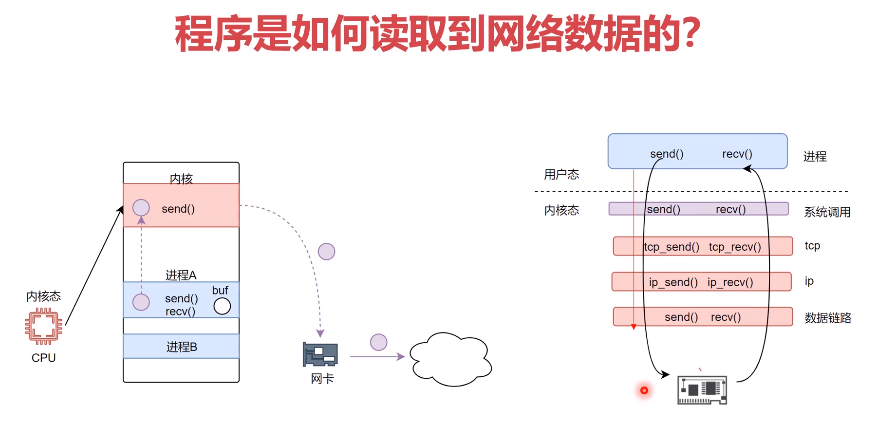 程序是如何读取到网络数据的？
内核
send()
进程A
buf
send()
recv()
进程B
内核态
CPU
网卡
send() recv()
进程
用户态
内核态
send() recv()
系统调用
tcp_send() tcp_recv()
tcp
ip_send() ip_recv()
ip
send() recv()
数据链路